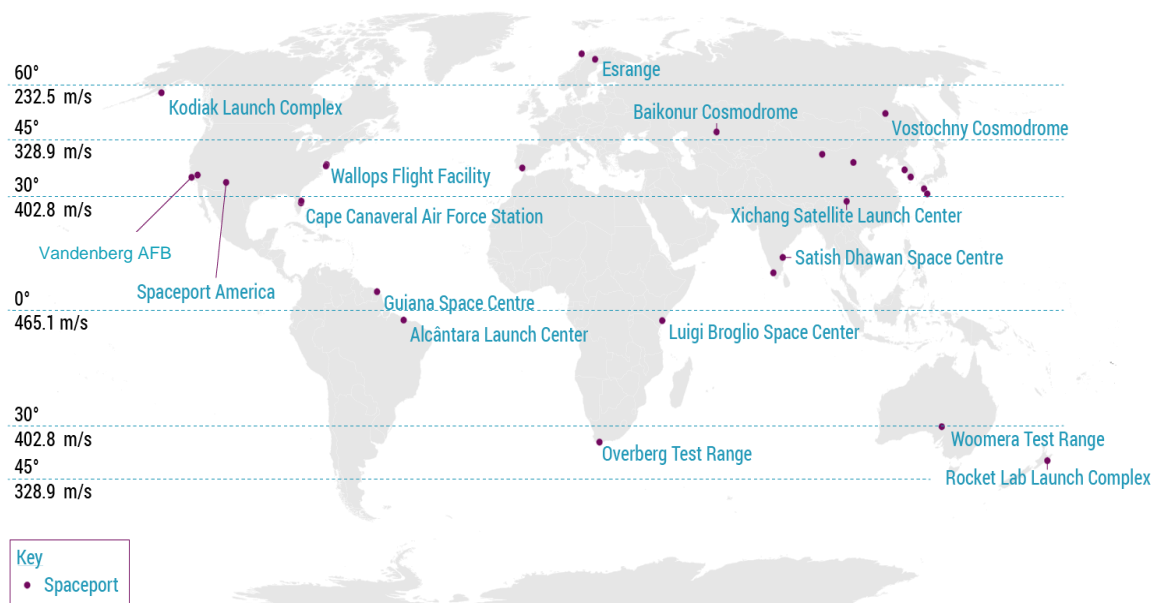 60°
232.5 m/s
Esrange
Kodiak Launch Complex
Baikonur Cosmodrome
Vostochny Cosmodrome
45°
328.9 m/s
Wallops Flight Facility
30°
402.8 m/s
Cape Canaveral Air Force Station
Xichang Satellite Launch Center
Vandenberg AFB
Satish Dhawan Space Centre
Spaceport America
0°
465.1 m/s
Guiana Space Centre
Alcântara Launch Center
Luigi Broglio Space Center
30°
402.8 m/s
Woomera Test Range
Overberg Test Range
45°
328.9 m/s
Rocket Lab Launch Complex
Key
Spaceport